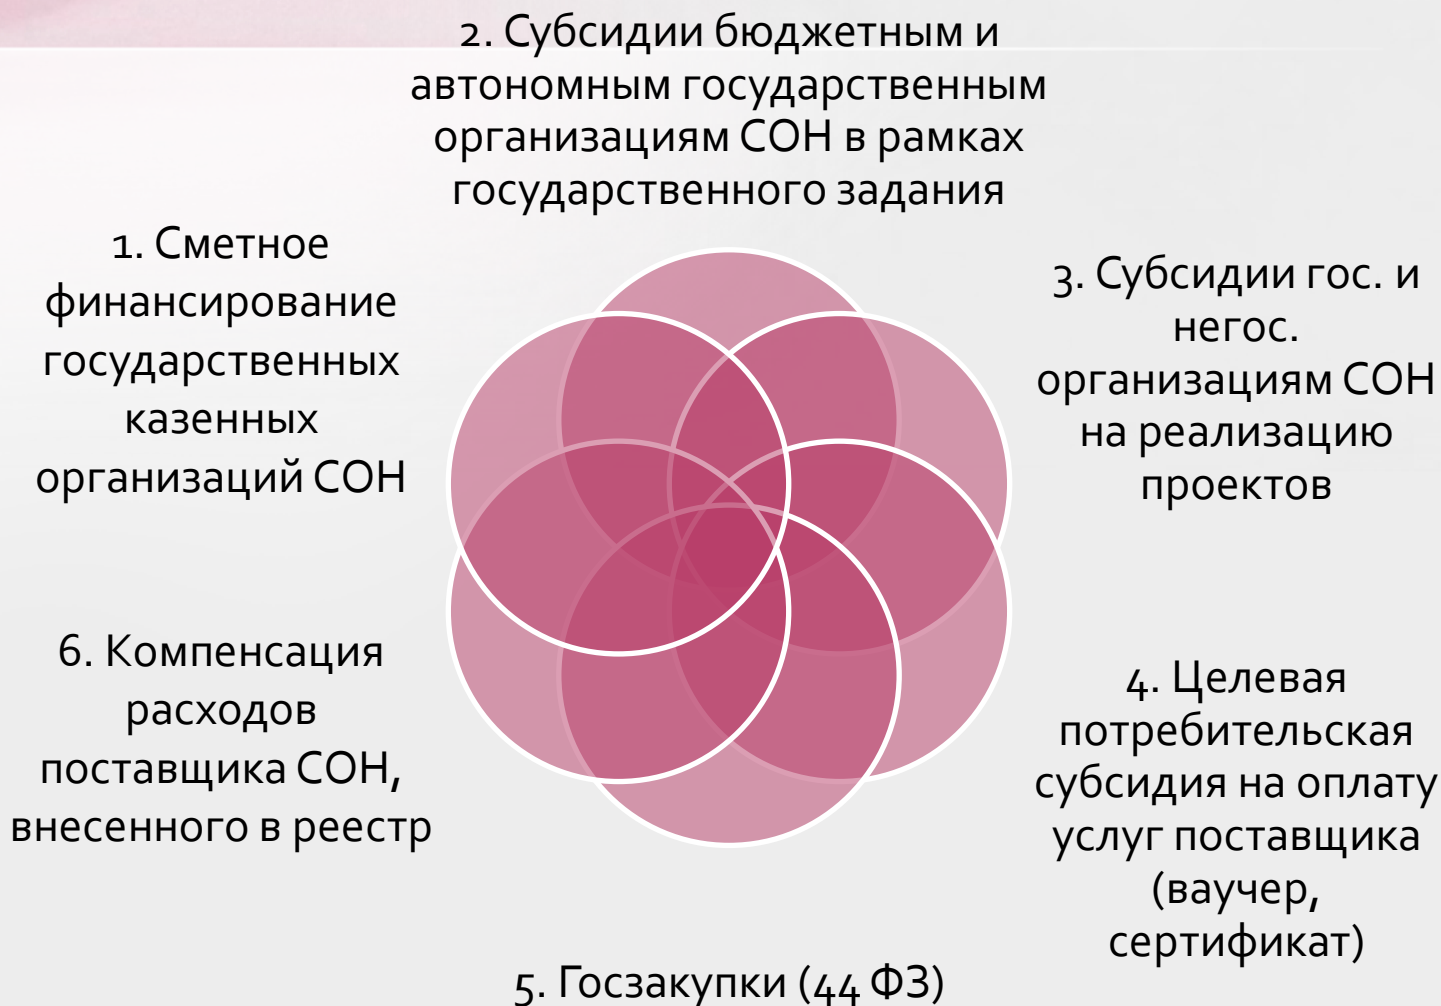 2. Субсидии бюджетным и
автономным государственным
организациям СОН в рамках
государственного задания
1. Сметное
финансирование
государственных
казенных
организаций СОН
3. Субсидии гос. и
негос.
организациям СОН
на реализацию
проектов
6. Компенсация
расходов
поставщика СОН,
внесенного в реестр
4. Целевая
потребительская
субсидия на оплату
услуг поставщика
(ваучер,
сертификат)
5. Госзакупки (44 ФЗ)